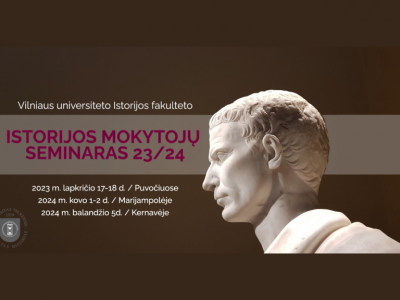 Vilniaus universiteto Istorijos fakulteto
ISTORIJOS MOKYTOJŲ
SEMINARAS 23/24
2023 m. lapkričio 17-18 d. / Puvočiuose
2024 m. kovo 1-2 d. / Marijampolėje
2024 m. balandžio 5d. / Kernavėje